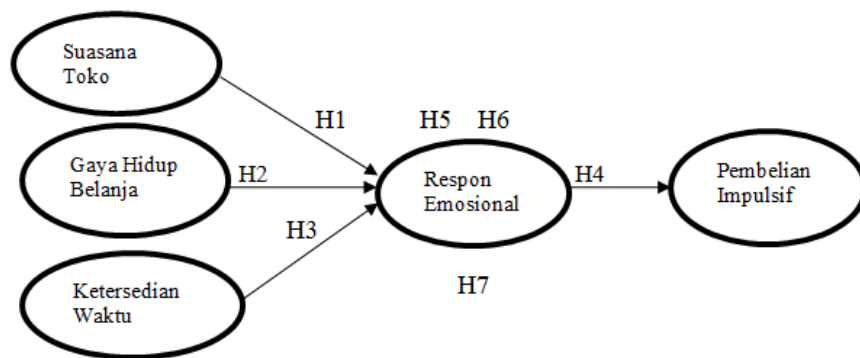 Suasana
Toko
H1
H5 H6
Gaya Hidup
Belanja
H2
Respon
Emosional
H4
Pembelian
Impulsif
H3
Ketersedian
Waktu
H7